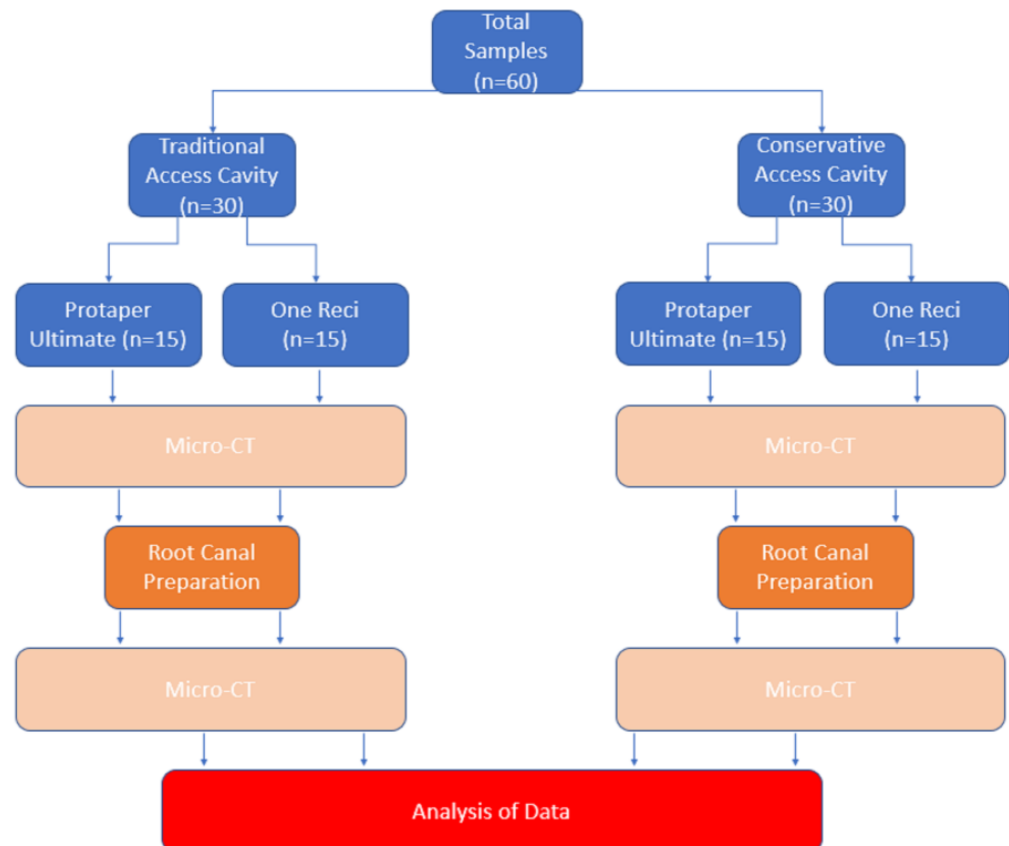 Total
Samples
(n=60)
Traditional
Access Cavity
(n=30)
Conservative
Access Cavity
(n=30)
Protaper
Ultimate (n=15)
One Reci
(n=15)
Protaper
Ultimate (n=15)
One Reci
(n=15)
Micro-CT
Micro-CT
Root Canal
Preparation
Root Canal
Preparation
Micro-CT
Micro-CT
Analysis of Data